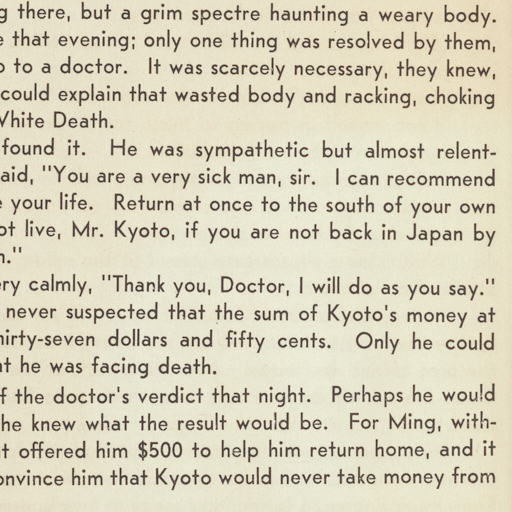 g there, but a grim spectre haunting a weary body.
e that evening; only one thing was resolved by them,
o to a doctor. It was scarcely necessary, they knew,
could explain that wasted body and racking, choking
White Death.
found it. He was sympathetic but almost relent-
aid, "You are a very sick man, sir. I can recommend
e your life. Return at once to the south of your own
ot live, Mr. Kyoto, if you are not back in Japan by
n."
ery calmly, "Thank you, Doctor, I will do as you say."
never suspected that the sum of Kyoto's money at
hirty-seven dollars and fifty cents. Only he could
at he was facing death.
f the doctor's verdict that night. Perhaps he would
he knew what the result would be. For Ming, with-
t offered him $500 to help him return home, and it
onvince him that Kyoto would never take money from